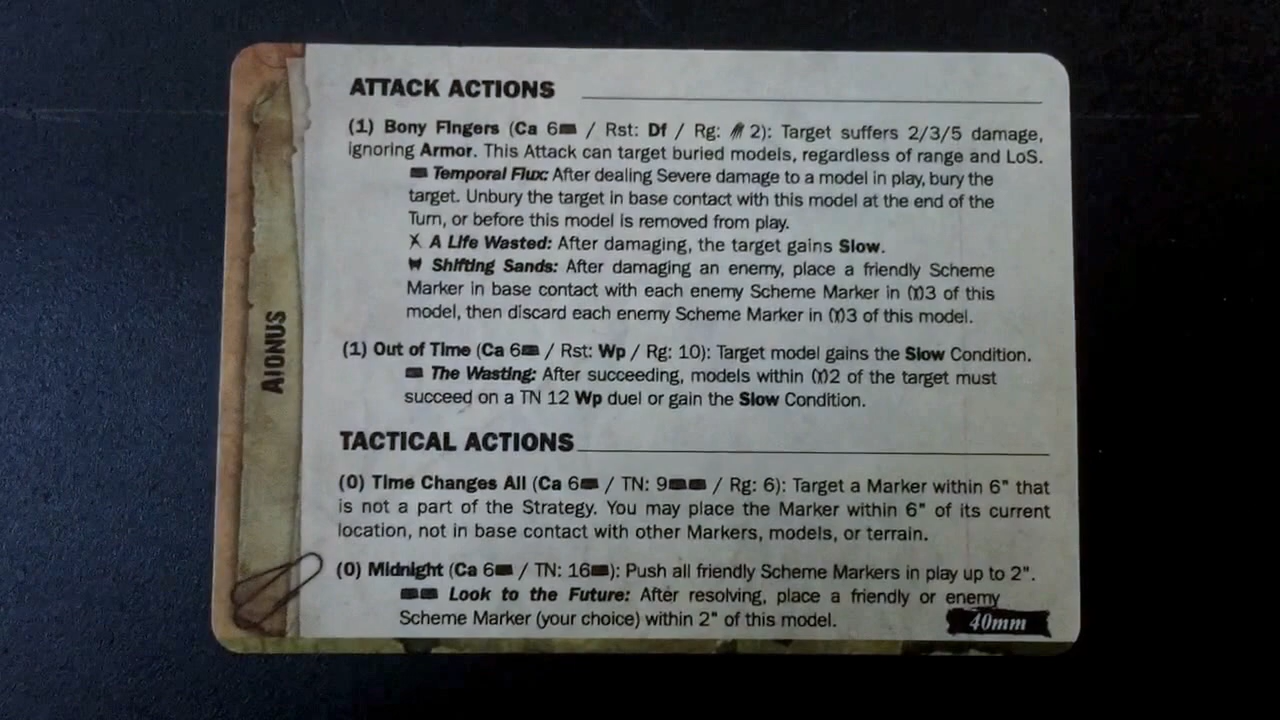 ATTACK ACTIONS
(1) Bony Fingers (Ca 6 / Rst: Df / Rg: 2): Target suffers 2/3/5 damage,
ignoring Armor. This Attack can target buried models, regardless of range and LoS.
Temporal Flux: After dealing Severe damage to a model in play, bury the
target. Unbury the target in base contact with this model at the end of the
Turn, or before this model is removed from play.
A Life Wasted: After damaging, the target gains Slow.
Shifting Sands: After damaging an enemy, place a friendly Scheme
Marker in base contact with each enemy Scheme Marker in 3 of this
model, then discard each enemy Scheme Marker in 3 of this model.
AIONUS
(1) Out of Time (Ca 6 / Rst: Wp / Rg: 10): Target model gains the Slow Condition.
The Wasting: After succeeding, models within 2 of the target must
succeed on a TN 12 Wp duel or gain the Slow Condition.
TACTICAL ACTIONS
(0) Time Changes All (Ca 6 / TN: 9 / Rg: 6): Target a Marker within 6" that
is not a part of the Strategy. You may place the Marker within 6" of its current
location, not in base contact with other Markers, models, or terrain.
(0) Midnight (Ca 6 / TN: 16): Push all friendly Scheme Markers in play up to 2".
Look to the Future: After resolving, place a friendly or enemy
Scheme Marker (your choice) within 2" of this model.
40mm